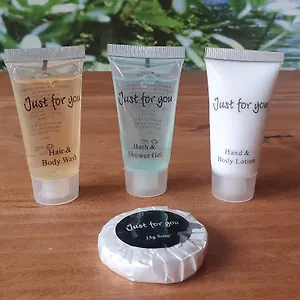 Just for you
Hair &
Body Wash
Just for you
Bath &
Shower Gel
Just for you
Hand &
Body Lotion
Just for you
15g Soap